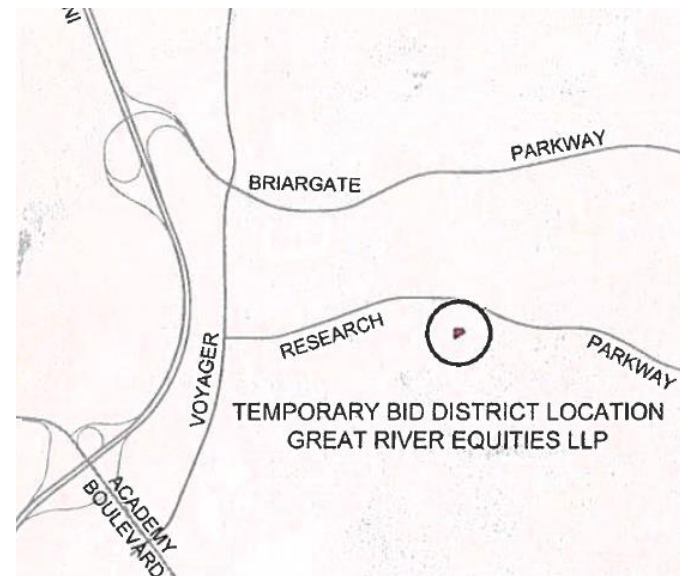 BRIARGATE
PARKWAY
RESEARCH
PARKWAY
VOYAGER
TEMPORARY BID DISTRICT LOCATION
GREAT RIVER EQUITIES LLP
ACADEMY
BOULEVARD